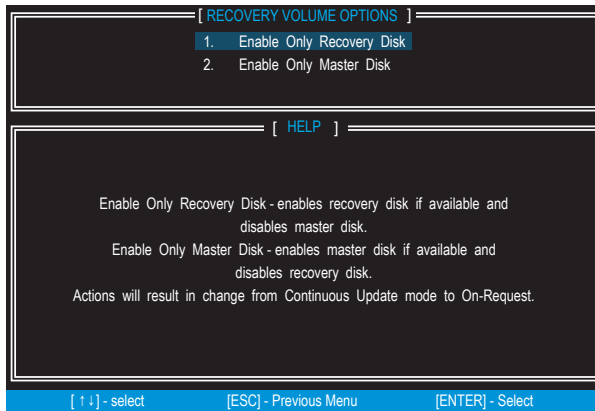 [ RECOVERY VOLUME OPTIONS ]
1. Enable Only Recovery Disk
2. Enable Only Master Disk
[ HELP ]
Enable Only Recovery Disk - enables recovery disk if available and
disables master disk.
Enable Only Master Disk - enables master disk if available and
disables recovery disk.
Actions will result in change from Continuous Update mode to On-Request.
[ ↑↓] - select [ESC] - Previous Menu [ENTER] - Select